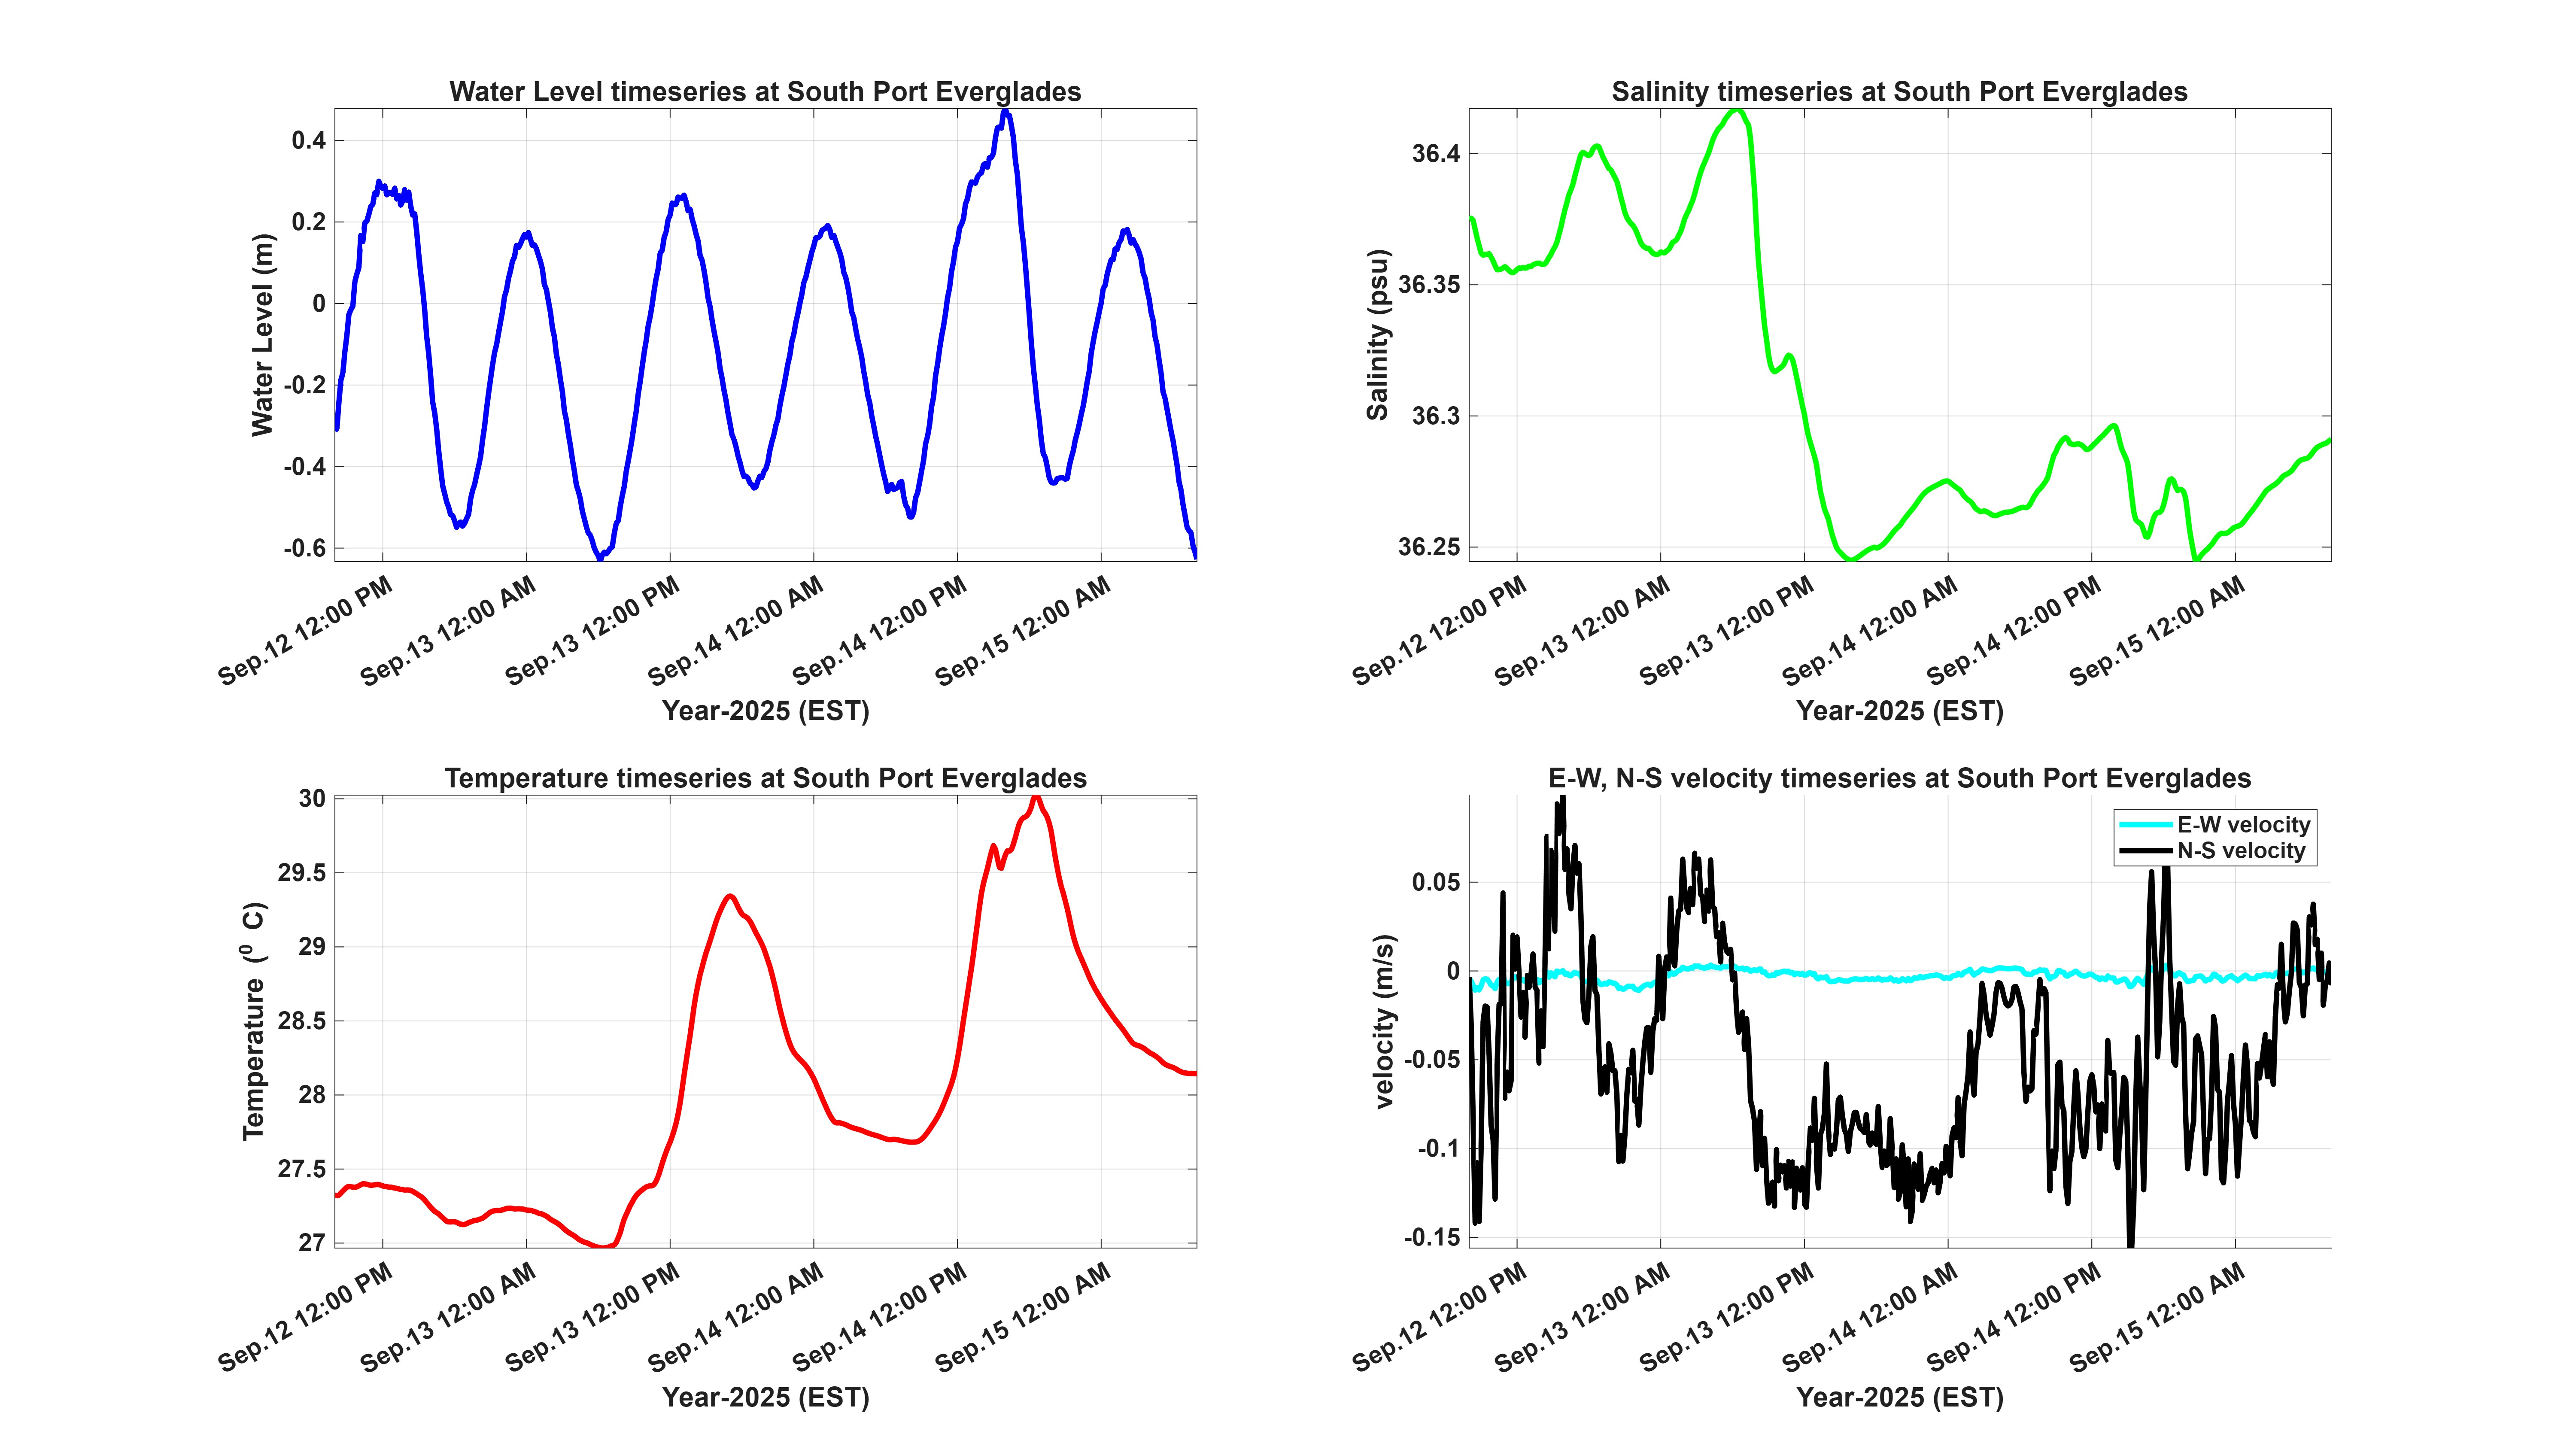 Water Level timeseries at South Port Everglades
Water Level (m)
0.4
0.2
0
-0.2
-0.4
-0.6
Sep.12 12:00 PM
Sep.13 12:00 AM
Sep.13 12:00 PM
Sep.14 12:00 AM
Sep.14 12:00 PM
Sep.15 12:00 AM
Year-2025 (EST)
Salinity timeseries at South Port Everglades
Salinity (psu)
36.4
36.35
36.3
36.25
Sep.12 12:00 PM
Sep.13 12:00 AM
Sep.13 12:00 PM
Sep.14 12:00 AM
Sep.14 12:00 PM
Sep.15 12:00 AM
Year-2025 (EST)
Temperature timeseries at South Port Everglades
Temperature (⁰ C)
30
29.5
29
28.5
28
27.5
27
Sep.12 12:00 PM
Sep.13 12:00 AM
Sep.13 12:00 PM
Sep.14 12:00 AM
Sep.14 12:00 PM
Sep.15 12:00 AM
Year-2025 (EST)
E-W, N-S velocity timeseries at South Port Everglades
E-W velocity
N-S velocity
velocity (m/s)
0.05
0
-0.05
-0.1
-0.15
Sep.12 12:00 PM
Sep.13 12:00 AM
Sep.13 12:00 PM
Sep.14 12:00 AM
Sep.14 12:00 PM
Sep.15 12:00 AM
Year-2025 (EST)